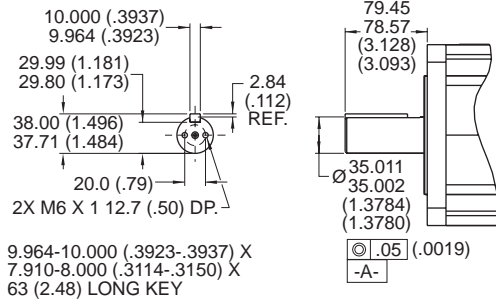 10.000 (.3937)
9.964 (.3923)
29.99 (1.181)
29.80 (1.173)
38.00 (1.496)
37.71 (1.484)
2.84
(.112)
REF.
20.0 (.79)
2X M6 X 1 12.7 (.50) DP.
9.964-10.000 (.3923-.3937) X
7.910-8.000 (.3114-.3150) X
63 (2.48) LONG KEY
79.45
78.57
(3.128)
(3.093)
Ø 35.011
35.002
(1.3784)
(1.3780)
◎ .05 (.0019)
-A-